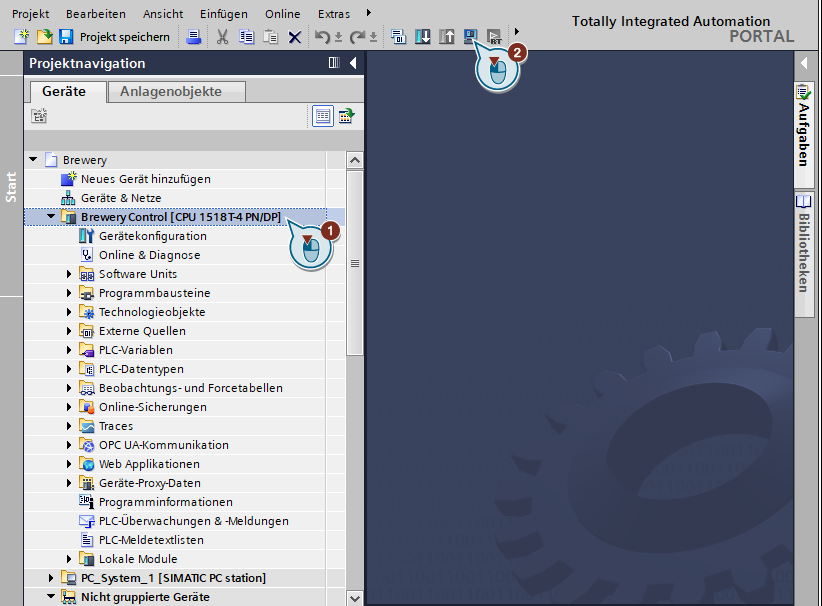 Projekt Bearbeiten Ansicht Einfügen Online Extras
Totally Integrated Automation
PORTAL
Projekt speichern
2
Projektnavigation
Geräte Anlagenobjekte
Start
Aufgaben
Bibliotheken
Brewery
Neues Gerät hinzufügen
Geräte & Netze
Brewery Control [CPU 1518T-4 PN/DP]
1
Gerätekonfiguration
Online & Diagnose
Software Units
Programmbausteine
Technologieobjekte
Externe Quellen
PLC-Variablen
PLC-Datentypen
Beobachtungs- und Forcetabellen
Online-Sicherungen
Traces
OPC UA-Kommunikation
Web Applikationen
Geräte-Proxy-Daten
Programminformationen
PLC-Überwachungen & -Meldungen
PLC-Meldetextlisten
Lokale Module
PC_System_1 [SIMATIC PC station]
Nicht gruppierte Geräte